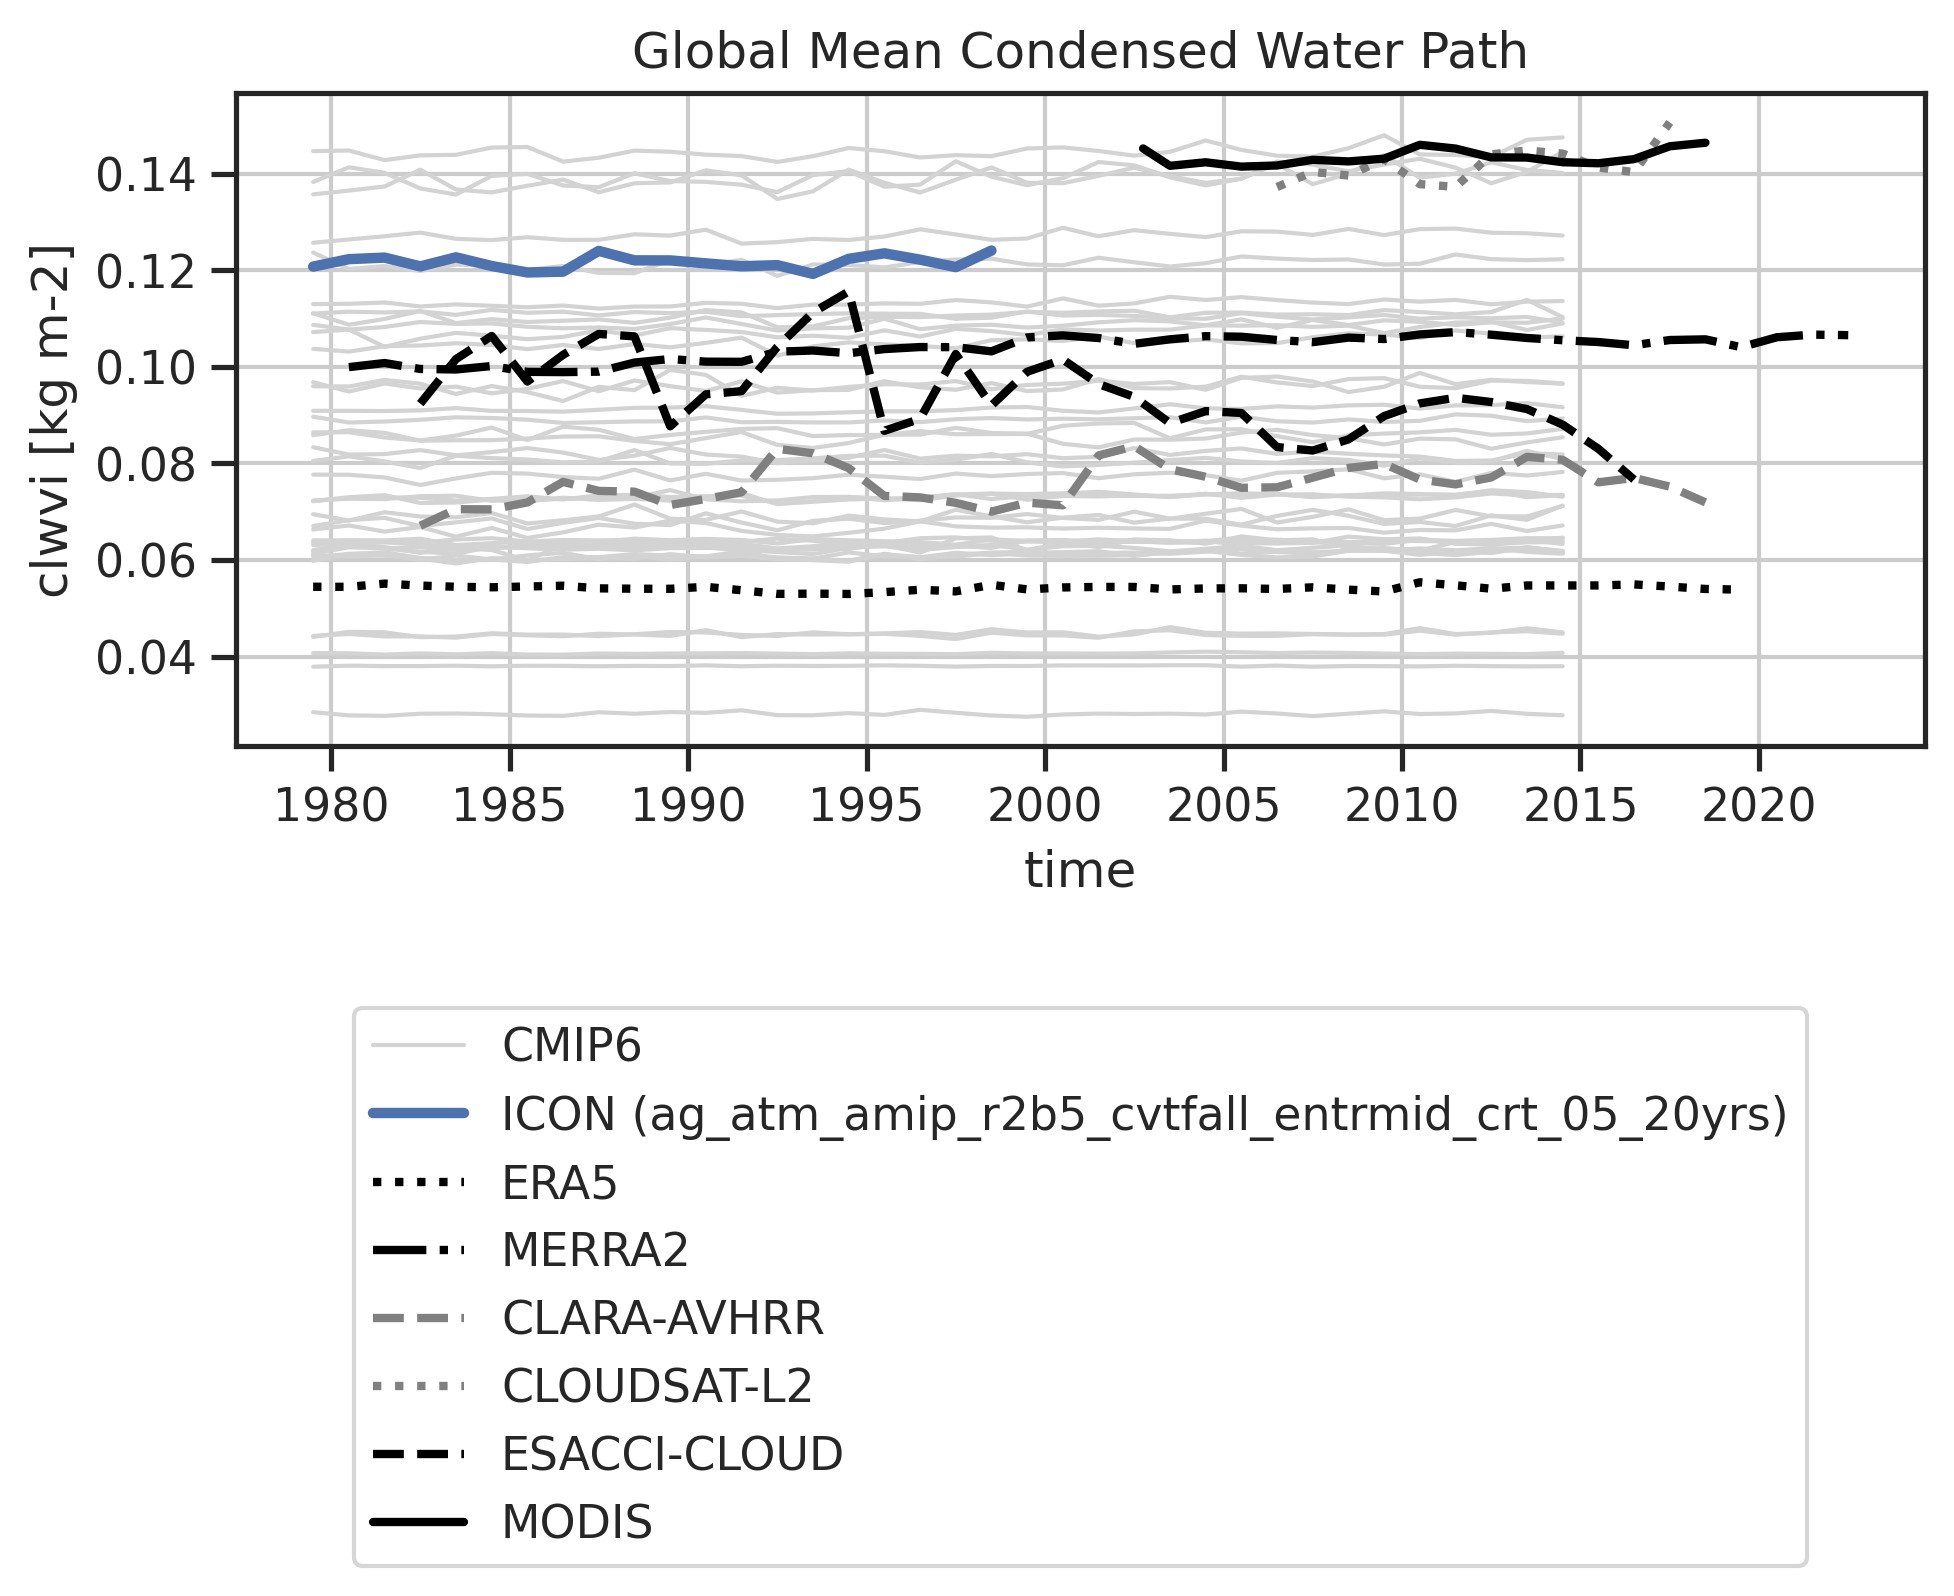 Global Mean Condensed Water Path
clwvi [kg m-2]
0.14
0.12
0.10
0.08
0.06
0.04
1980 1985 1990 1995 2000 2005 2010 2015 2020
time
CMIP6
ICON (ag_atm_amip_r2b5_cvtfall_entrmid_crt_05_20yrs)
ERA5
MERRA2
CLARA-AVHRR
CLOUDSAT-L2
ESACCI-CLOUD
MODIS